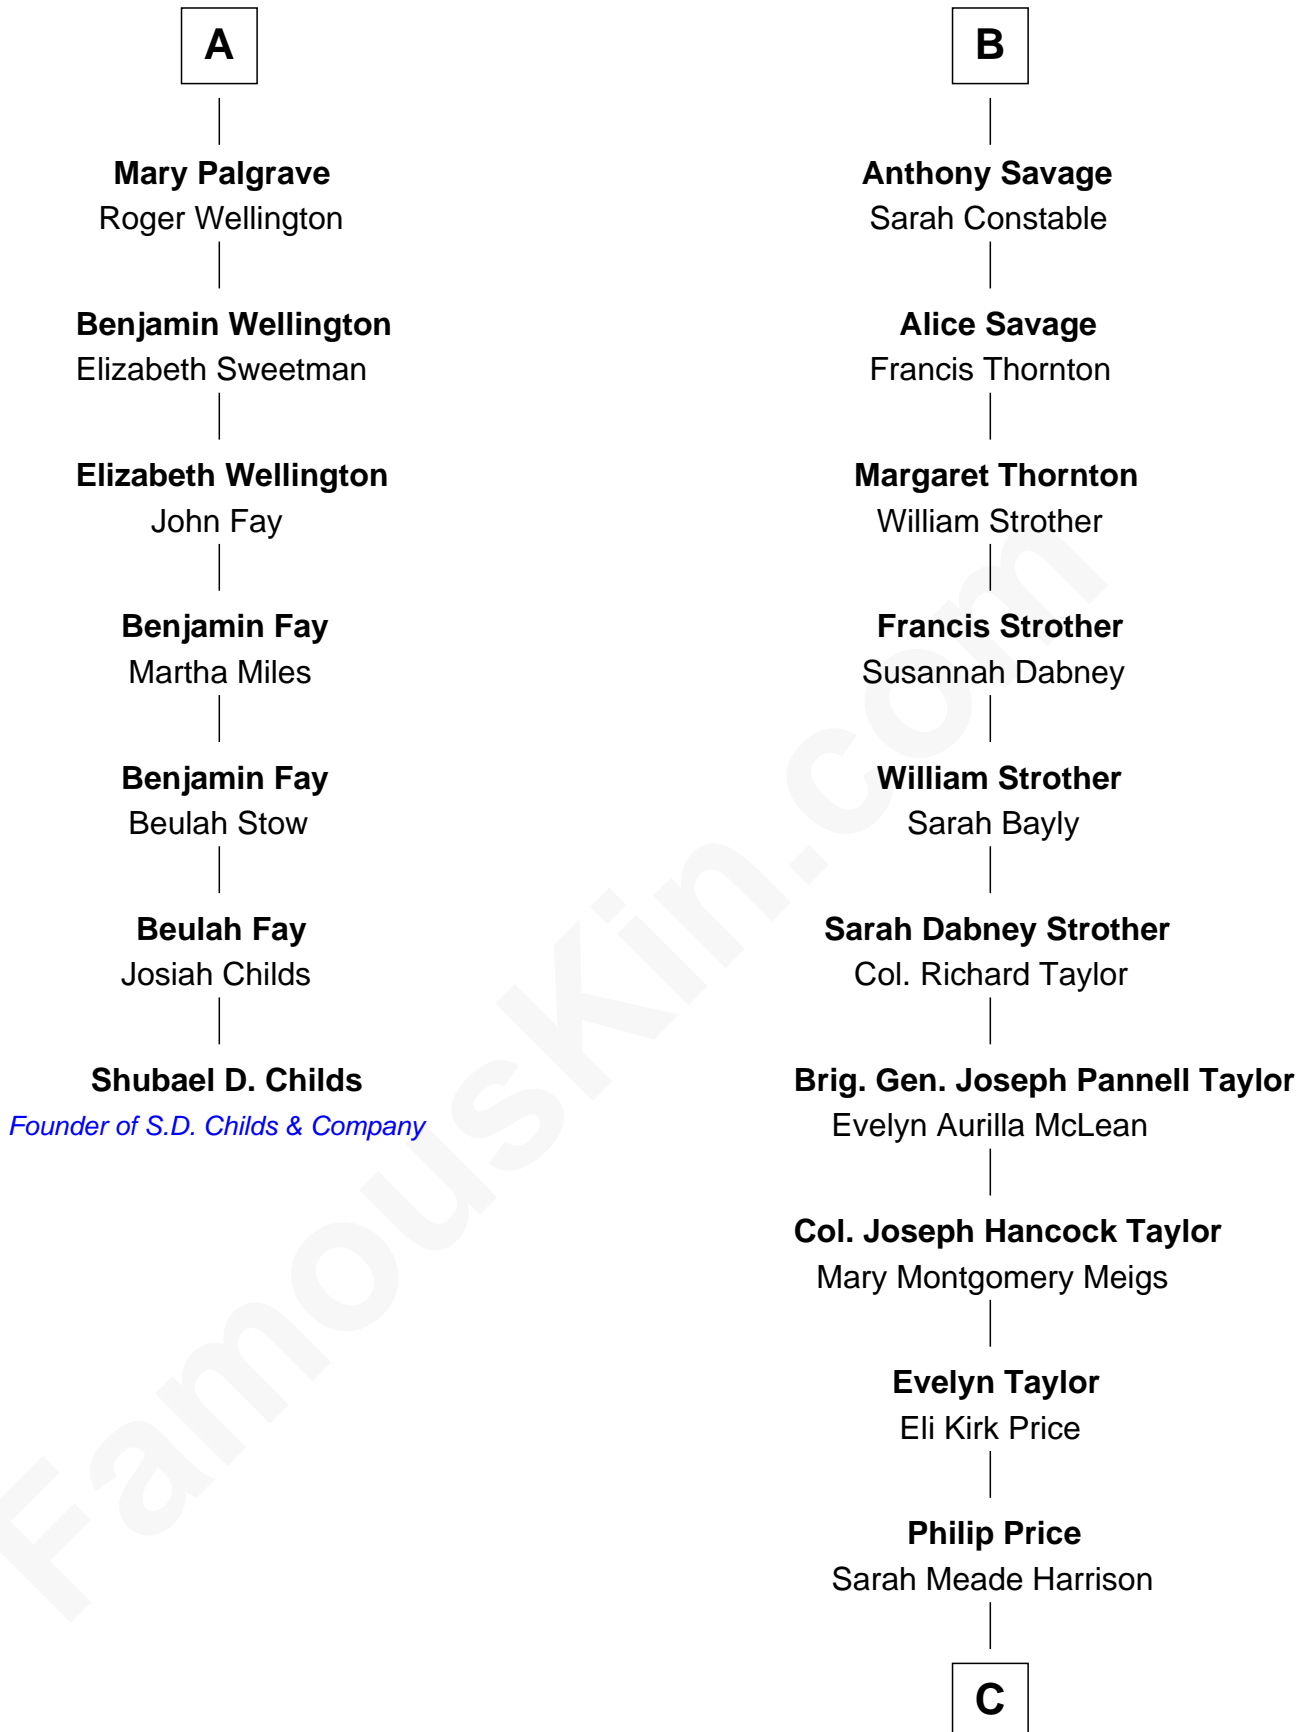 A
Mary Palgrave
Roger Wellington
Benjamin Wellington
Elizabeth Sweetman
Elizabeth Wellington
John Fay
Benjamin Fay
Martha Miles
Benjamin Fay
Beulah Stow
Beulah Fay
Josiah Childs
Shubael D. Childs
Founder of S.D. Childs & Company
B
Anthony Savage
Sarah Constable
Alice Savage
Francis Thornton
Margaret Thornton
William Strother
Francis Strother
Susannah Dabney
William Strother
Sarah Bayly
Sarah Dabney Strother
Col. Richard Taylor
Brig. Gen. Joseph Pannell Taylor
Evelyn Aurilla McLean
Col. Joseph Hancock Taylor
Mary Montgomery Meigs
Evelyn Taylor
Eli Kirk Price
Philip Price
Sarah Meade Harrison
C
FamousKin.com